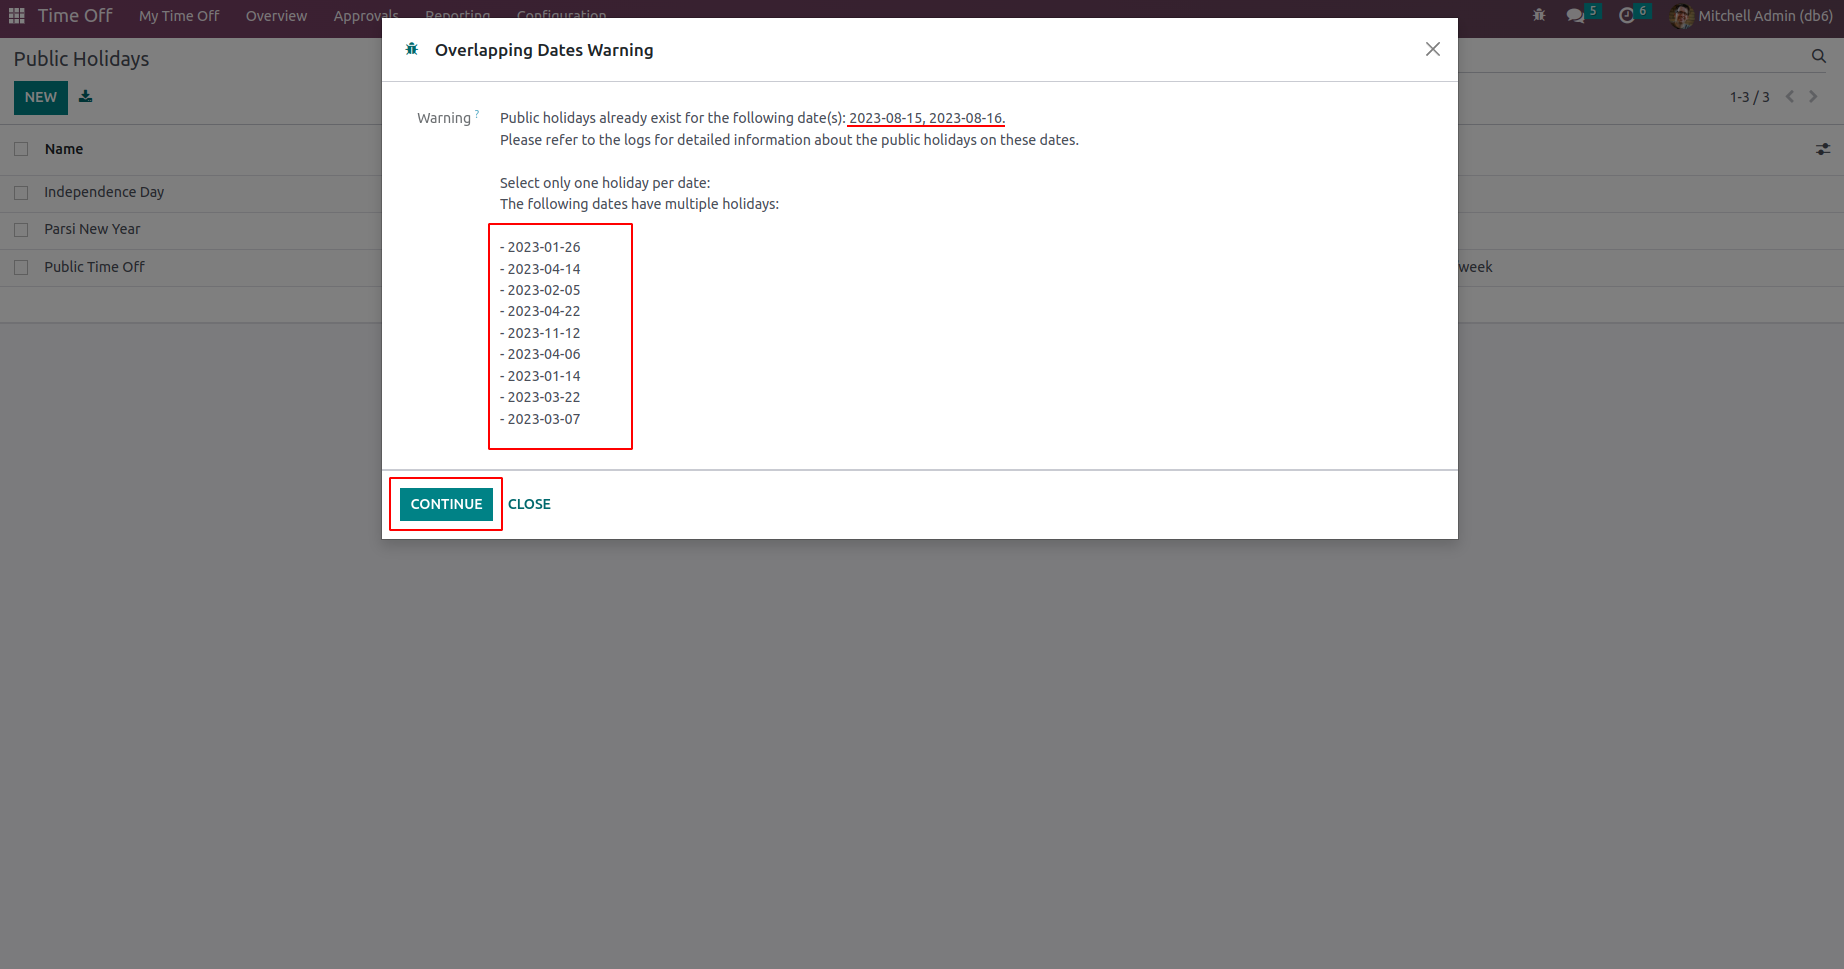 Time Off My Time Off Overview Approvals Reporting Configuration 5 6 Mitchell Admin (db6)
Public Holidays
NEW
1-3 / 3
Name
Independence Day
Parsi New Year
Public Time Off
week
Overlapping Dates Warning
Warning ? Public holidays already exist for the following date(s): 2023-08-15, 2023-08-16.
Please refer to the logs for detailed information about the public holidays on these dates.
Select only one holiday per date:
The following dates have multiple holidays:
- 2023-01-26
- 2023-04-14
- 2023-02-05
- 2023-04-22
- 2023-11-12
- 2023-04-06
- 2023-01-14
- 2023-03-22
- 2023-03-07
CONTINUE CLOSE